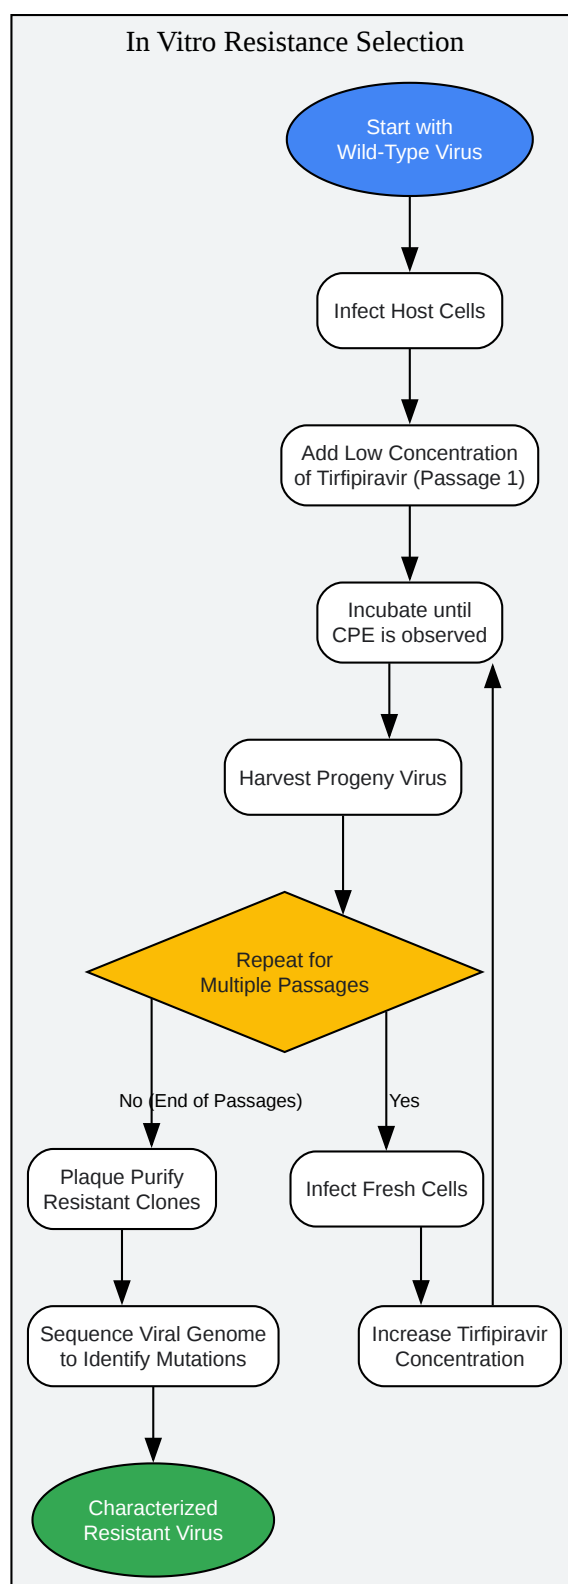 In Vitro Resistance Selection
Start with
Wild-Type Virus
Infect Host Cells
Add Low Concentration
of Tirfipiravir (Passage 1)
Incubate until
CPE is observed
Harvest Progeny Virus
Repeat for
Multiple Passages
No (End of Passages)
Yes
Plaque Purify
Resistant Clones
Infect Fresh Cells
Sequence Viral Genome
to Identify Mutations
Increase Tirfipiravir
Concentration
Characterized
Resistant Virus